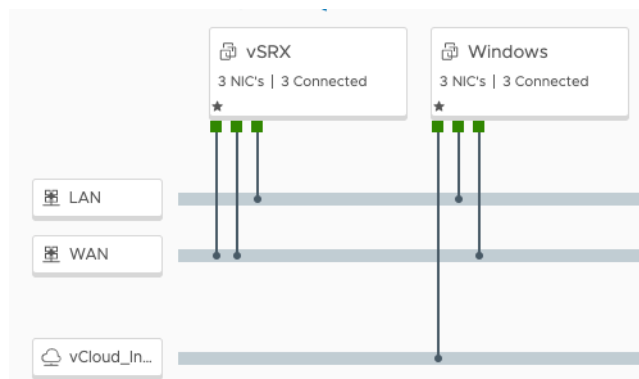 vSRX
3 NIC's | 3 Connected
Windows
3 NIC's | 3 Connected
LAN
WAN
vCloud_In...